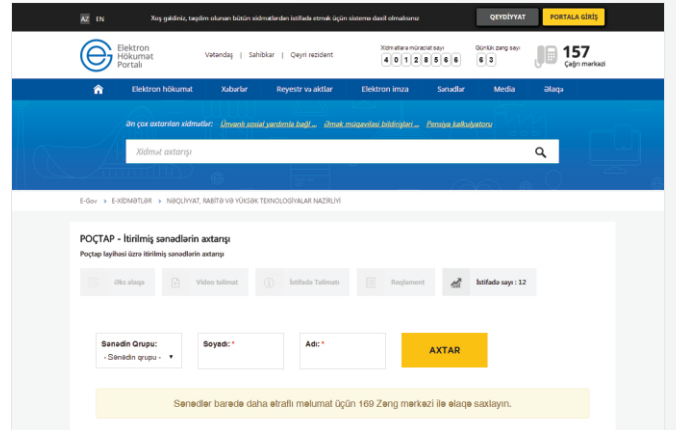 AZ EN Xoş gəldiniz, təqdim olunan bütün xidmətlərdən istifadə etmək üçün sistemə daxil olmalısınız QEYDİYYAT PORTALA GİRİŞ
Elektron
Hökumət
Portalı
Vətəndaş | Sahibkar | Qeyri rezident
Xidmətlərə müraciət sayı
4 0 1 2 8 5 6 6
Günlük zəng sayı
6 3
157
Çağrı mərkəzi
Elektron hökumət Xəbərlər Reyestr və aktlar Elektron imza Sənədlər Media Əlaqə
Ən çox axtarılan xidmətlər: Ünvanlı sosial yardımla bağl ... Əmək müqaviləsi bildirişləri ... Pensiya kalkulyatoru
Xidmət axtarışı
E-Gov > E-XİDMƏTLƏR > NƏQLİYYAT, RABİTƏ VƏ YÜKSƏK TEXNOLOGİYALAR NAZİRLİYİ
POÇTAP - İtirilmiş sənədlərin axtarışı
Poçtap layihəsi üzrə itirilmiş sənədlərin axtarışı
Əks əlaqə Video təlimat İstifadə Təlimatı Reqlament İstifadə sayı : 12
Sənədin Qrupu: Soyadı: * Adı: *
- Sənədin qrupu -
AXTAR
Sənədlər barədə daha ətraflı məlumat üçün 169 Zəng mərkəzi ilə əlaqə saxlayın.